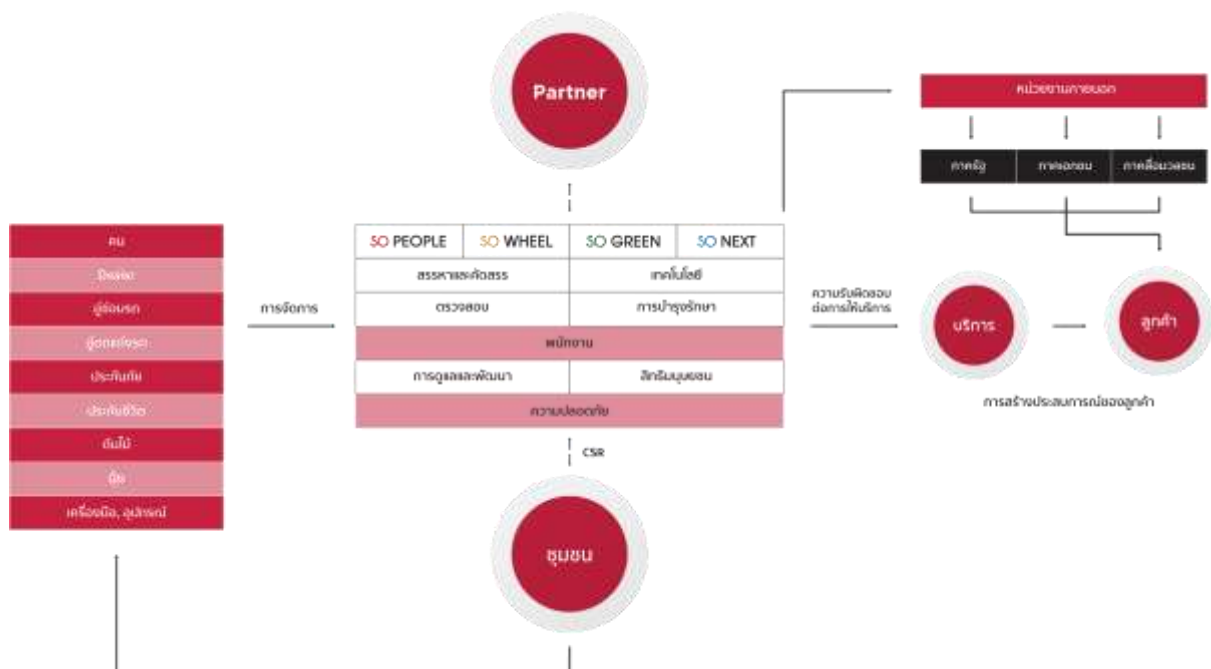 Partner
หน่วยงานภายนอก
ภาครัฐ
ภาคเอกชน
ภาคสื่อมวลชน
คน
อู่ซ่อมรถ
อู่ตกแต่งรถ
ประกันภัย
ประกันชีวิต
ต้นไม้
ปุ๋ย
เครื่องมือ, อุปกรณ์
การจัดการ
SO PEOPLE
SO WHEEL
SO GREEN
SO NEXT
สรรหาและคัดสรร
เทคโนโลยี
ตรวจสอบ
การบำรุงรักษา
พนักงาน
การดูแลและพัฒนา
สิทธิมนุษยชน
ความปลอดภัย
ความรับผิดชอบ
ต่อการให้บริการ
บริการ
ลูกค้า
การสร้างประสบการณ์ของลูกค้า
CSR
ชุมชน